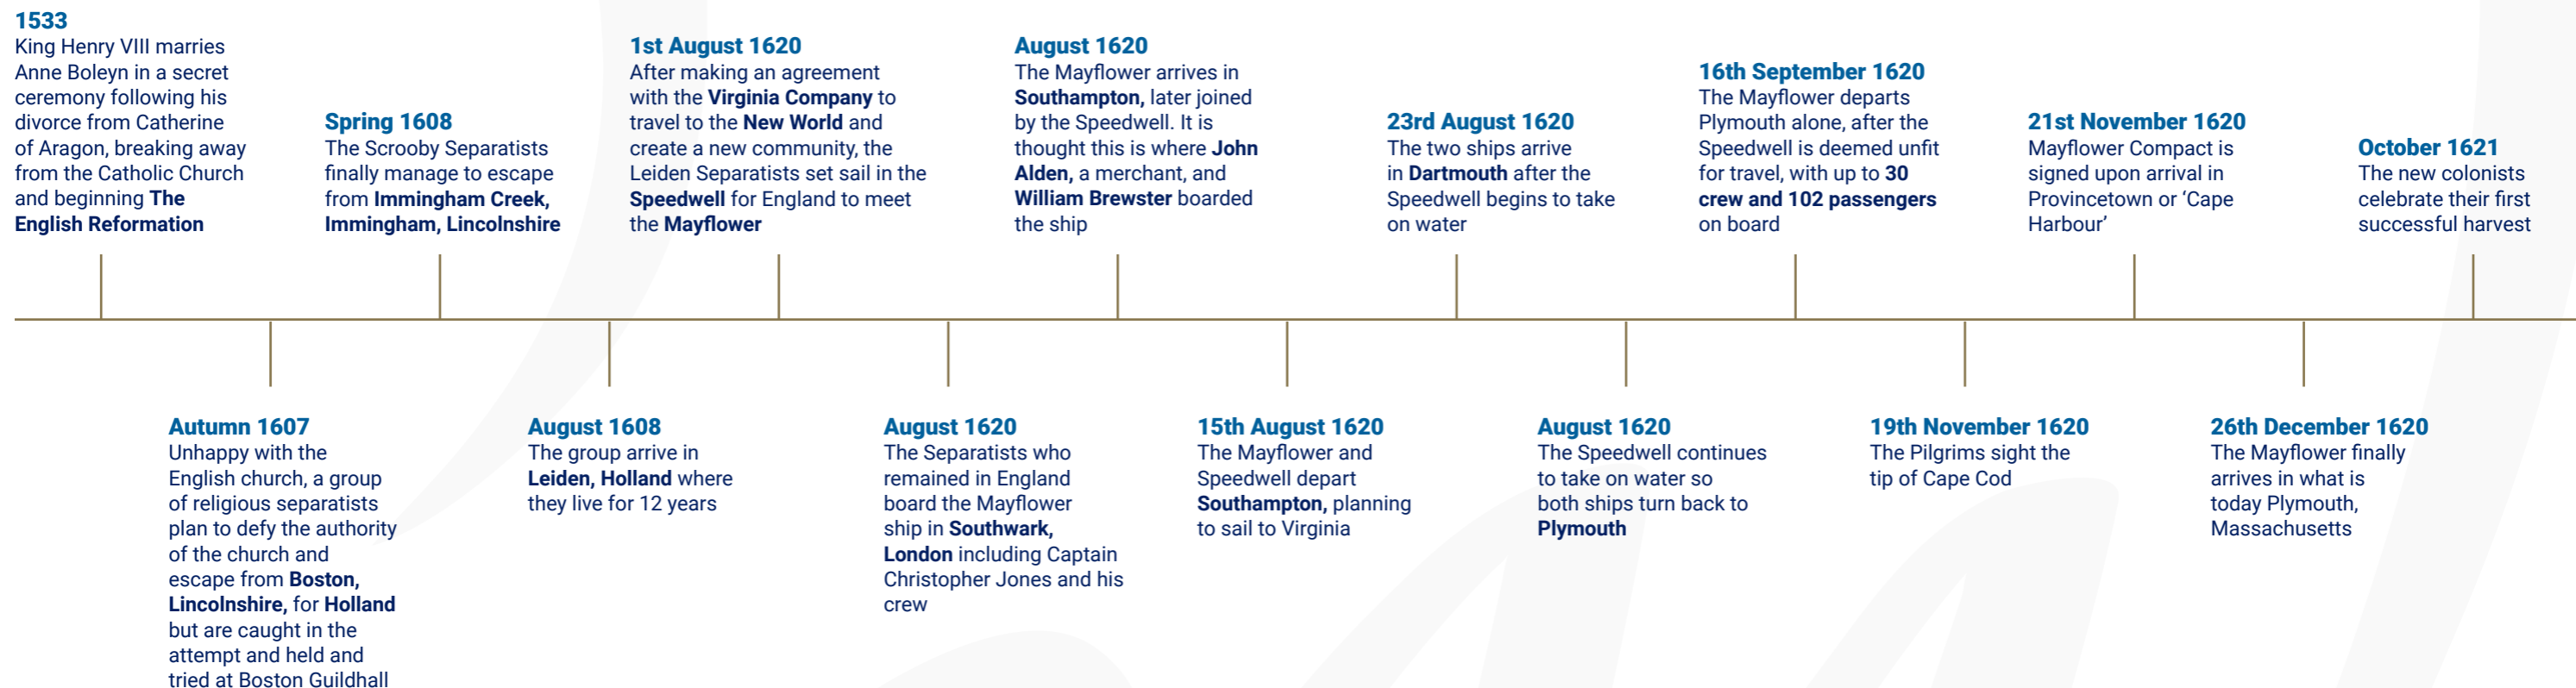 1533
King Henry VIII marries
Anne Boleyn in a secret
ceremony following his
divorce from Catherine
of Aragon, breaking away
from the Catholic Church
and beginning The
English Reformation
Autumn 1607
Unhappy with the
English church, a group
of religious separatists
plan to defy the authority
of the church and
escape from Boston,
Lincolnshire, for Holland
but are caught in the
attempt and held and
tried at Boston Guildhall
Spring 1608
The Scrooby Separatists
finally manage to escape
from Immingham Creek,
Immingham, Lincolnshire
August 1608
The group arrive in
Leiden, Holland where
they live for 12 years
1st August 1620
After making an agreement
with the Virginia Company to
travel to the New World and
create a new community, the
Leiden Separatists set sail in the
Speedwell for England to meet
the Mayflower
August 1620
The Separatists who
remained in England
board the Mayflower
ship in Southwark,
London including Captain
Christopher Jones and his
crew
August 1620
The Mayflower arrives in
Southampton, later joined
by the Speedwell. It is
thought this is where John
Alden, a merchant, and
William Brewster boarded
the ship
15th August 1620
The Mayflower and
Speedwell depart
Southampton, planning
to sail to Virginia
23rd August 1620
The two ships arrive
in Dartmouth after the
Speedwell begins to take
on water
August 1620
The Speedwell continues
to take on water so
both ships turn back to
Plymouth
16th September 1620
The Mayflower departs
Plymouth alone, after the
Speedwell is deemed unfit
for travel, with up to 30
crew and 102 passengers
on board
19th November 1620
The Pilgrims sight the
tip of Cape Cod
21st November 1620
Mayflower Compact is
signed upon arrival in
Provincetown or ‘Cape
Harbour’
26th December 1620
The Mayflower finally
arrives in what is
today Plymouth,
Massachusetts
October 1621
The new colonists
celebrate their first
successful harvest